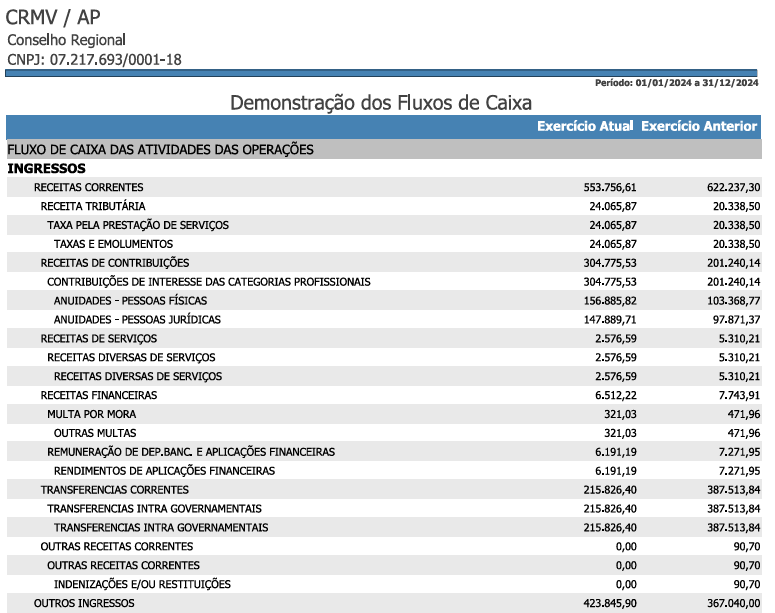 CRMV / AP
Conselho Regional
CNPJ: 07.217.693/0001-18
Período: 01/01/2024 a 31/12/2024
Demonstração dos Fluxos de Caixa
Exercício Atual Exercício Anterior
FLUXO DE CAIXA DAS ATIVIDADES DAS OPERAÇÕES
INGRESSOS
RECEITAS CORRENTES 553.756,61 622.237,30
RECEITA TRIBUTÁRIA 24.065,87 20.338,50
TAXA PELA PRESTAÇÃO DE SERVIÇOS 24.065,87 20.338,50
TAXAS E EMOLUMENTOS 24.065,87 20.338,50
RECEITAS DE CONTRIBUIÇÕES 304.775,53 201.240,14
CONTRIBUIÇÕES DE INTERESSE DAS CATEGORIAS PROFISSIONAIS 304.775,53 201.240,14
ANUIDADES - PESSOAS FÍSICAS 156.885,82 103.368,77
ANUIDADES - PESSOAS JURÍDICAS 147.889,71 97.871,37
RECEITAS DE SERVIÇOS 2.576,59 5.310,21
RECEITAS DIVERSAS DE SERVIÇOS 2.576,59 5.310,21
RECEITAS DIVERSAS DE SERVIÇOS 2.576,59 5.310,21
RECEITAS FINANCEIRAS 6.512,22 7.743,91
MULTA POR MORA 321,03 471,96
OUTRAS MULTAS 321,03 471,96
REMUNERAÇÃO DE DEP.BANC. E APLICAÇÕES FINANCEIRAS 6.191,19 7.271,95
RENDIMENTOS DE APLICAÇÕES FINANCEIRAS 6.191,19 7.271,95
TRANSFERENCIAS CORRENTES 215.826,40 387.513,84
TRANSFERENCIAS INTRA GOVERNAMENTAIS 215.826,40 387.513,84
TRANSFERENCIAS INTRA GOVERNAMENTAIS 215.826,40 387.513,84
OUTRAS RECEITAS CORRENTES 0,00 90,70
OUTRAS RECEITAS CORRENTES 0,00 90,70
INDENIZAÇÕES E/OU RESTITUIÇÕES 0,00 90,70
OUTROS INGRESSOS 423.845,90 367.040,00